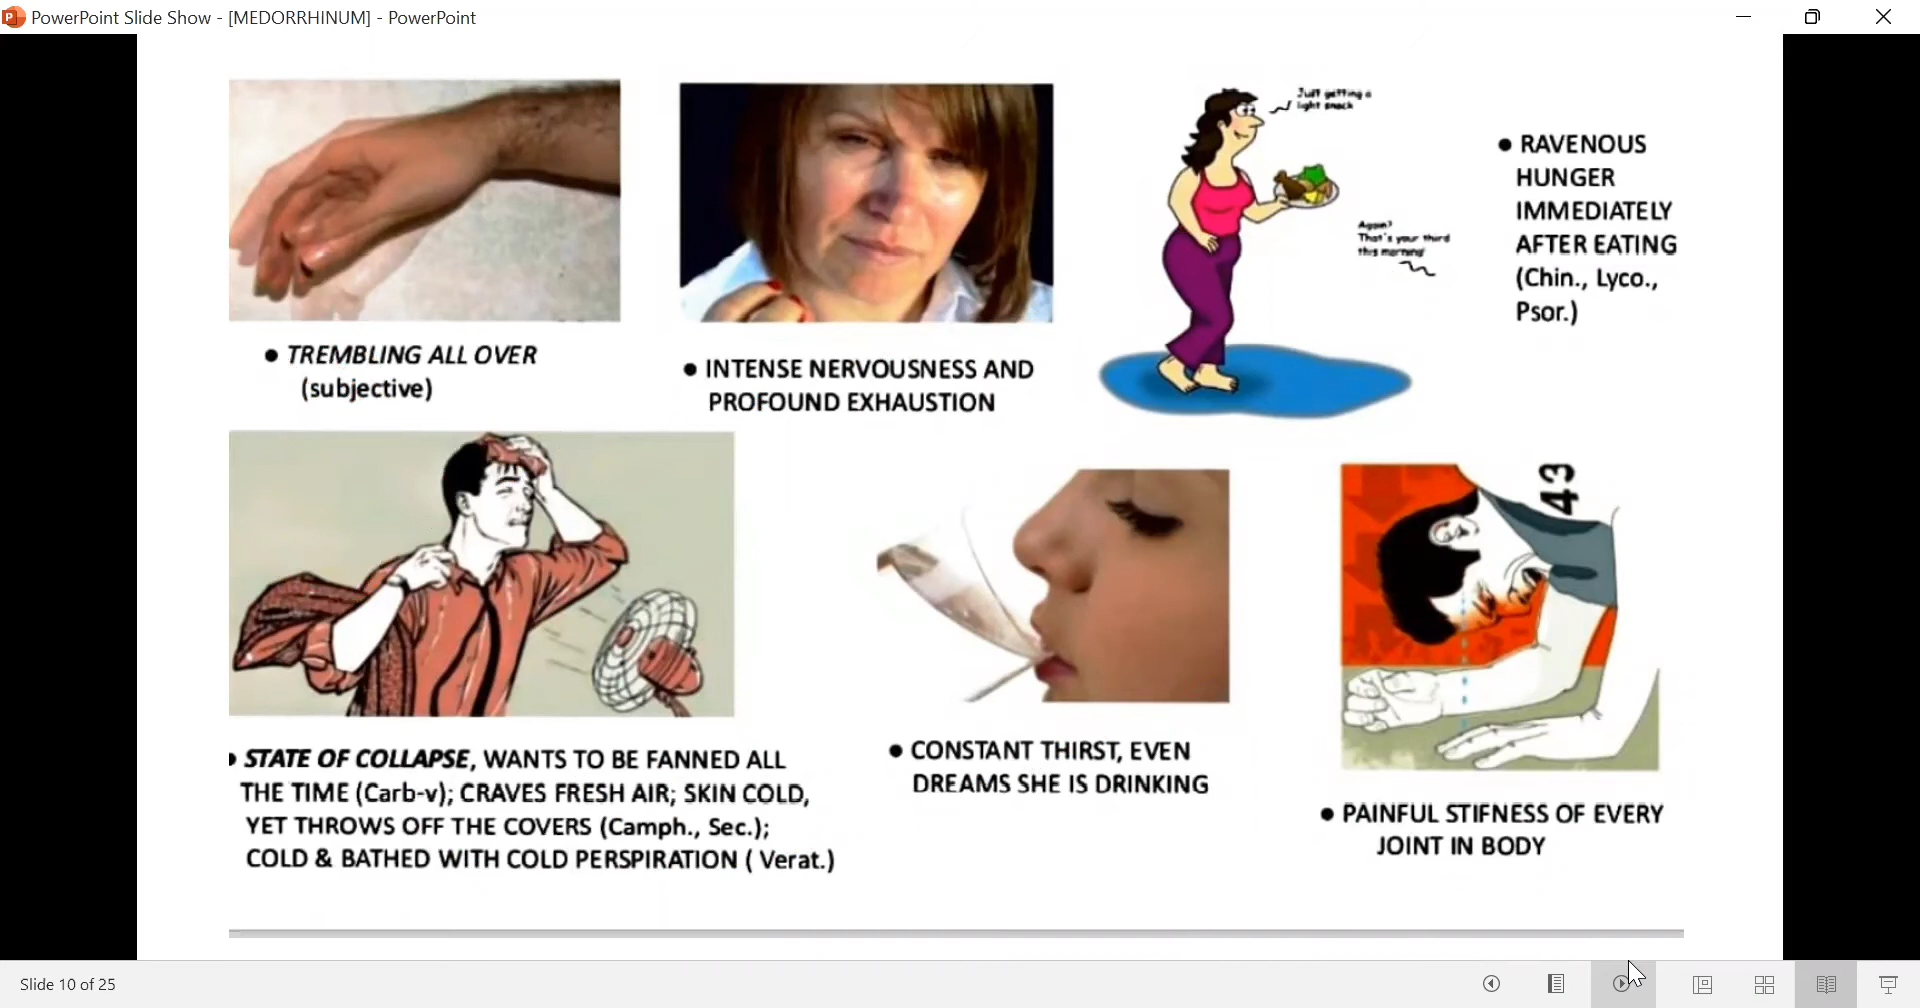 PowerPoint Slide Show - [MEDORRHINUM] - PowerPoint
Just getting a
light snack
Again?
That's your third
this morning!
● RAVENOUS
HUNGER
IMMEDIATELY
AFTER EATING
(Chin., Lyco.,
Psor.)
● TREMBLING ALL OVER
(subjective)
● INTENSE NERVOUSNESS AND
PROFOUND EXHAUSTION
43
● STATE OF COLLAPSE, WANTS TO BE FANNED ALL
THE TIME (Carb-v); CRAVES FRESH AIR; SKIN COLD,
YET THROWS OFF THE COVERS (Camph., Sec.);
COLD & BATHED WITH COLD PERSPIRATION ( Verat.)
● CONSTANT THIRST, EVEN
DREAMS SHE IS DRINKING
● PAINFUL STIFNESS OF EVERY
JOINT IN BODY
Slide 10 of 25